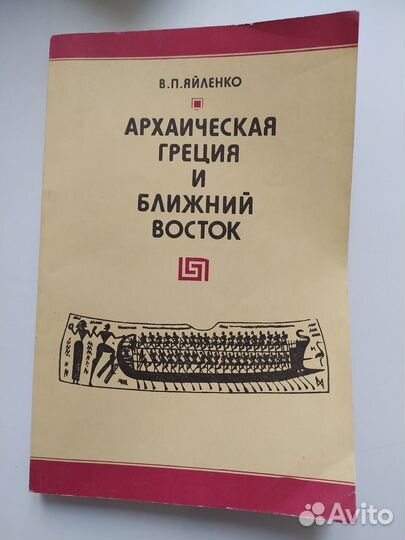 В.П.ЯЙЛЕНКО
АРХАИЧЕСКАЯ
ГРЕЦИЯ
И
БЛИЖНИЙ
ВОСТОК
Avito